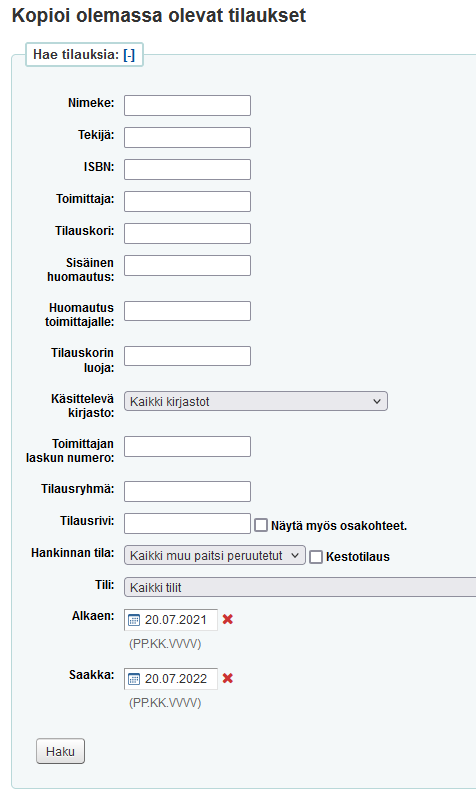 Kopioi olemassa olevat tilaukset
Hae tilauksia: [-]
Nimeke:
Tekijä:
ISBN:
Toimittaja:
Tilauskori:
Sisäinen
huomautus:
Huomautus
toimittajalle:
Tilauskorin
luoja:
Käsittelevä
kirjasto: Kaikki kirjastot
Toimittajan
laskun numero:
Tilausryhmä:
Tilausrivi: Näytä myös osakohteet.
Hankinnan tila: Kaikki muu paitsi peruutetut Kestotilaus
Tili: Kaikki tilit
Alkaen: 20.07.2021
(PP.KK.VVVV)
Saakka: 20.07.2022
(PP.KK.VVVV)
Haku